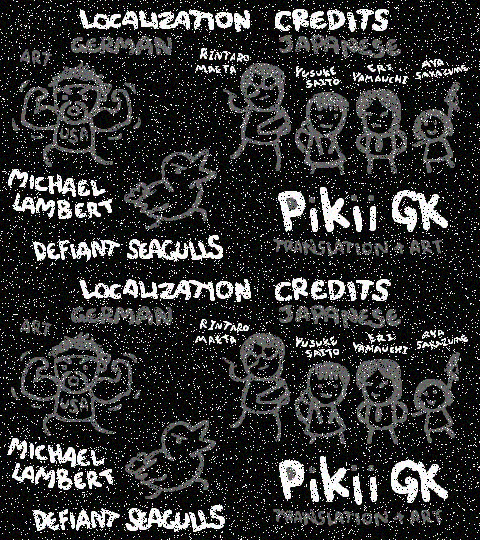 LOCALIZATION CREDITS
GERMAN
JAPANESE
ART
MICHAEL
LAMBERT
DEFIANT SEAGULLS
RINTARO
MAETA
YUSUKE
SAITO
ERI
YAMAUCHI
AYA
SAKAZUME
Pikii GK
TRANSLATION + ART
LOCALIZATION CREDITS
GERMAN
JAPANESE
ART
MICHAEL
LAMBERT
DEFIANT SEAGULLS
RINTARO
MAETA
YUSUKE
SAITO
ERI
YAMAUCHI
AYA
SAKAZUME
Pikii GK
TRANSLATION + ART